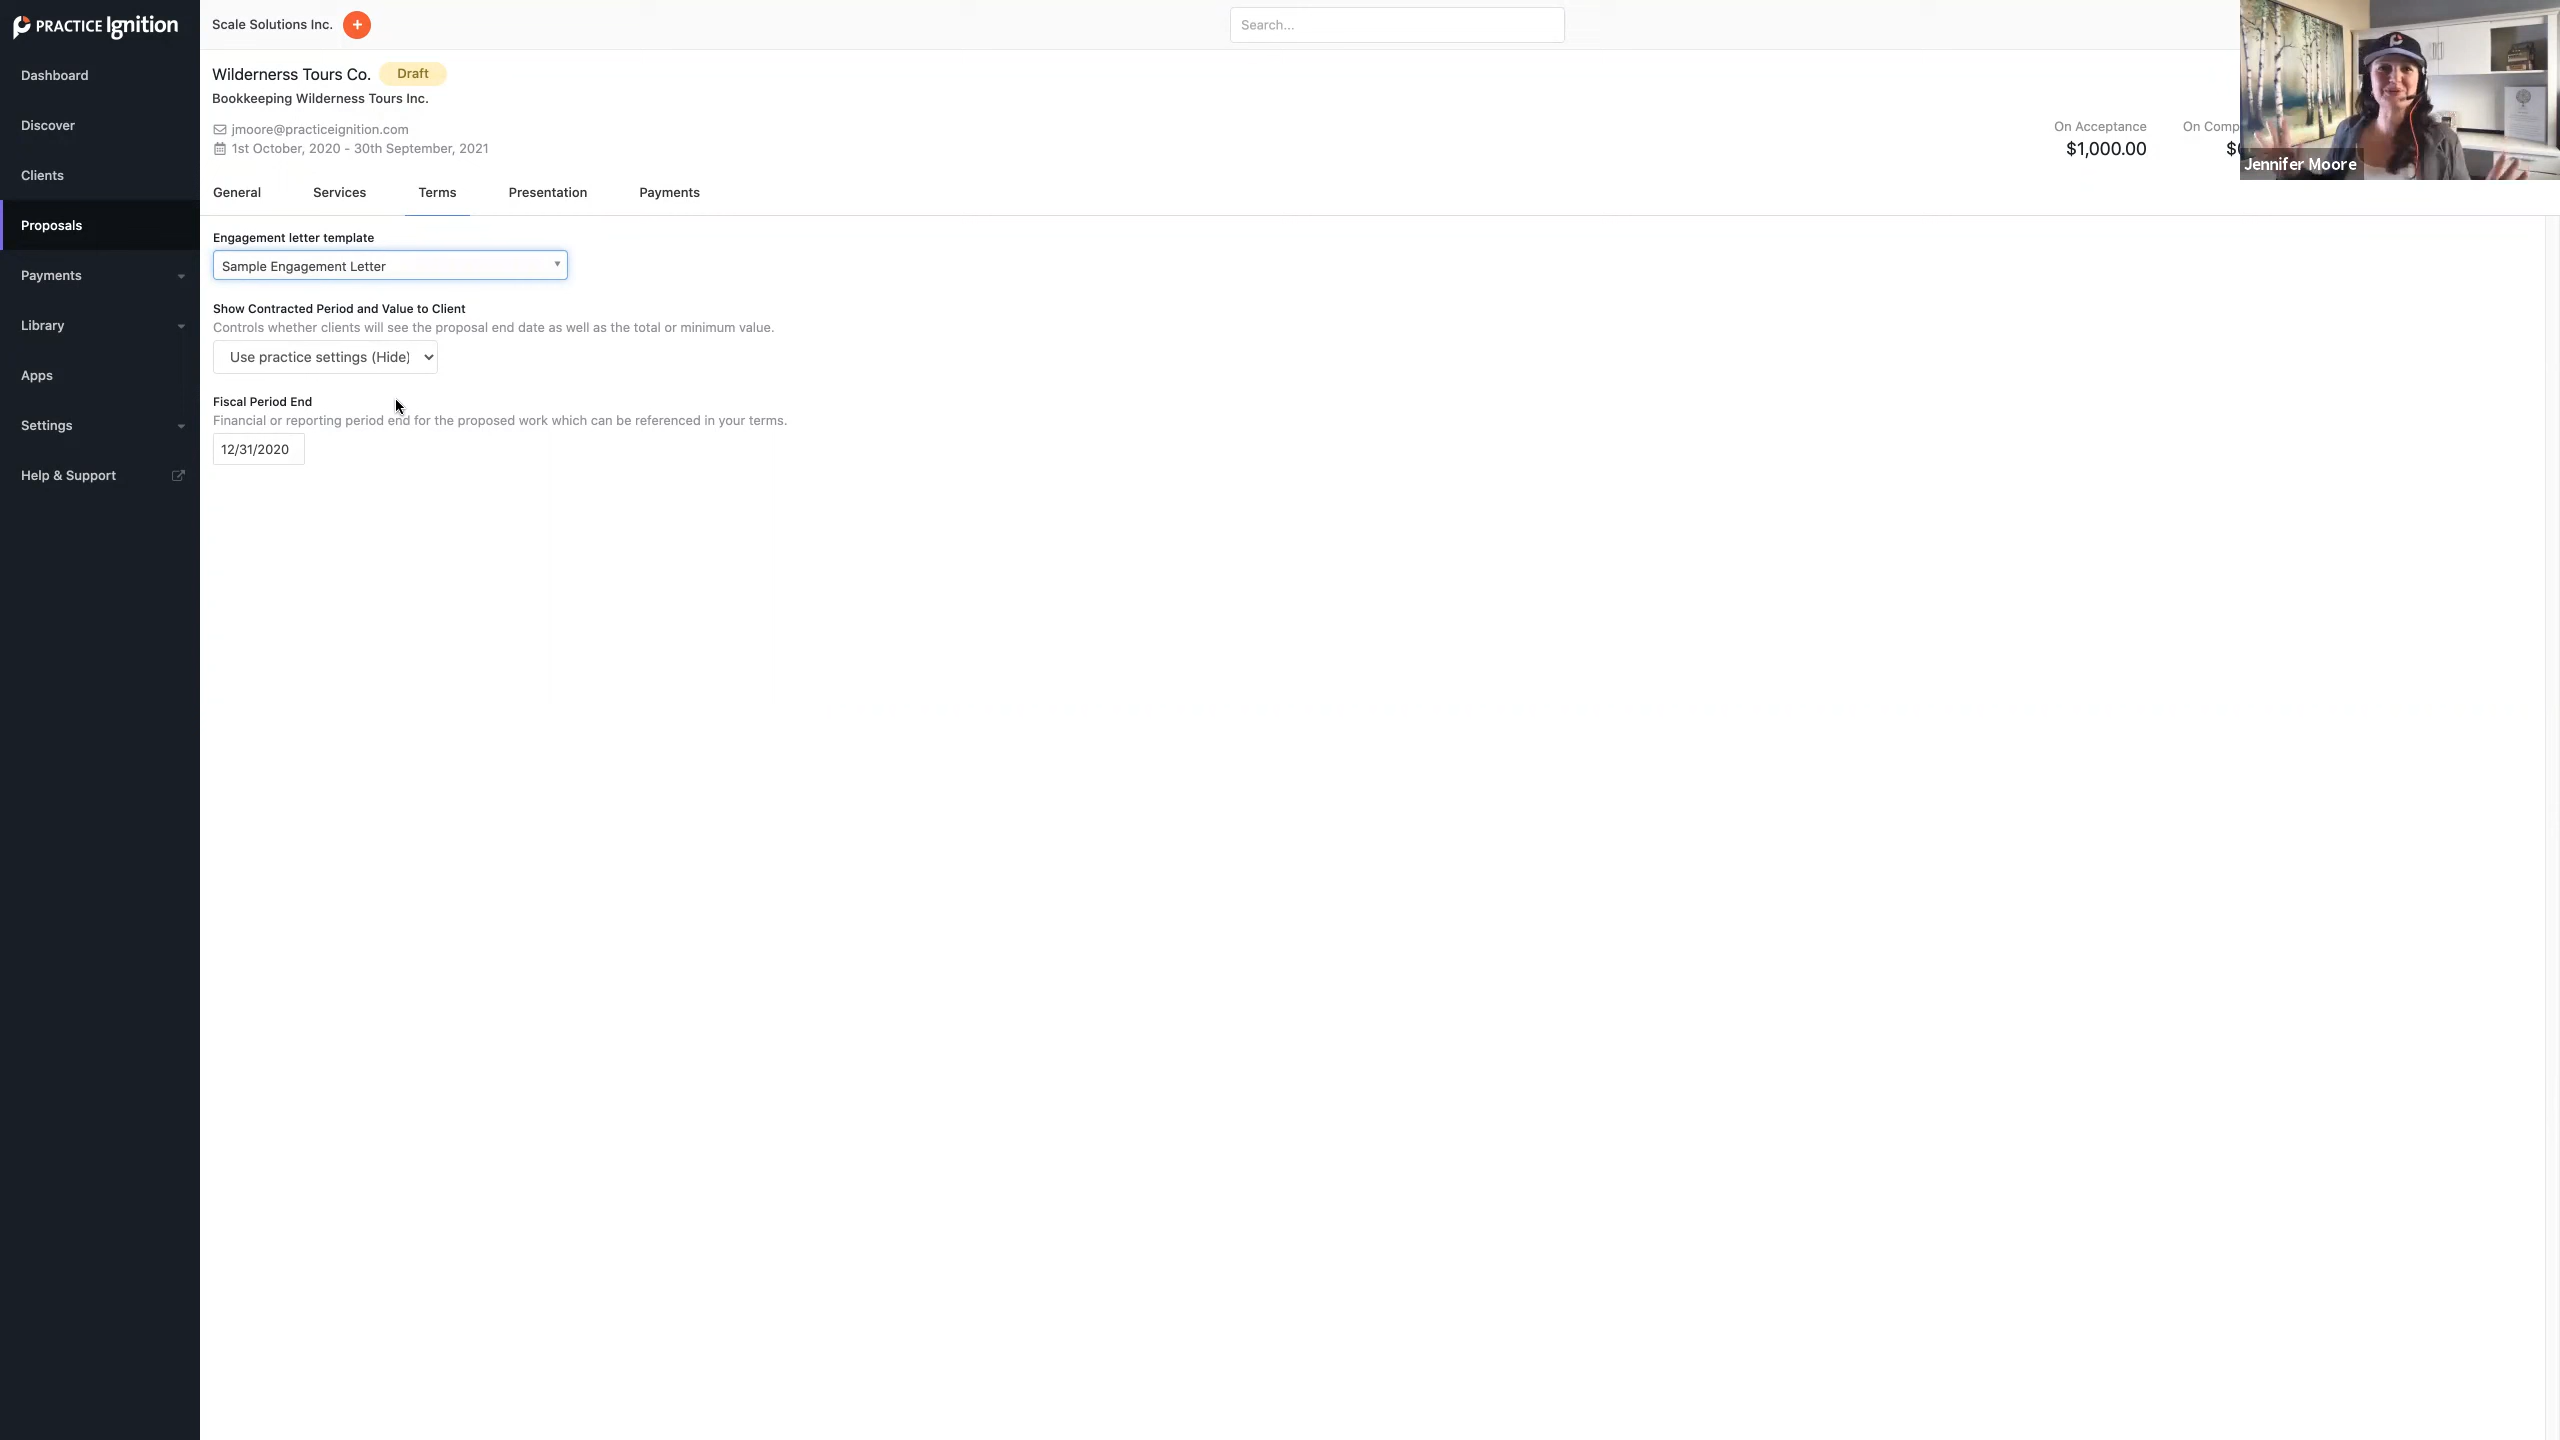 PRACTICE Ignition
Dashboard
Discover
Clients
Proposals
Payments
Library
Apps
Settings
Help & Support
Scale Solutions Inc. +
Search...
Wildernerss Tours Co. Draft
Bookkeeping Wilderness Tours Inc.
jmoore@practiceignition.com
1st October, 2020 - 30th September, 2021
On Acceptance On Comp
$1,000.00 $
Jennifer Moore
General Services Terms Presentation Payments
Engagement letter template
Sample Engagement Letter
Show Contracted Period and Value to Client
Controls whether clients will see the proposal end date as well as the total or minimum value.
Use practice settings (Hide)
Fiscal Period End
Financial or reporting period end for the proposed work which can be referenced in your terms.
12/31/2020